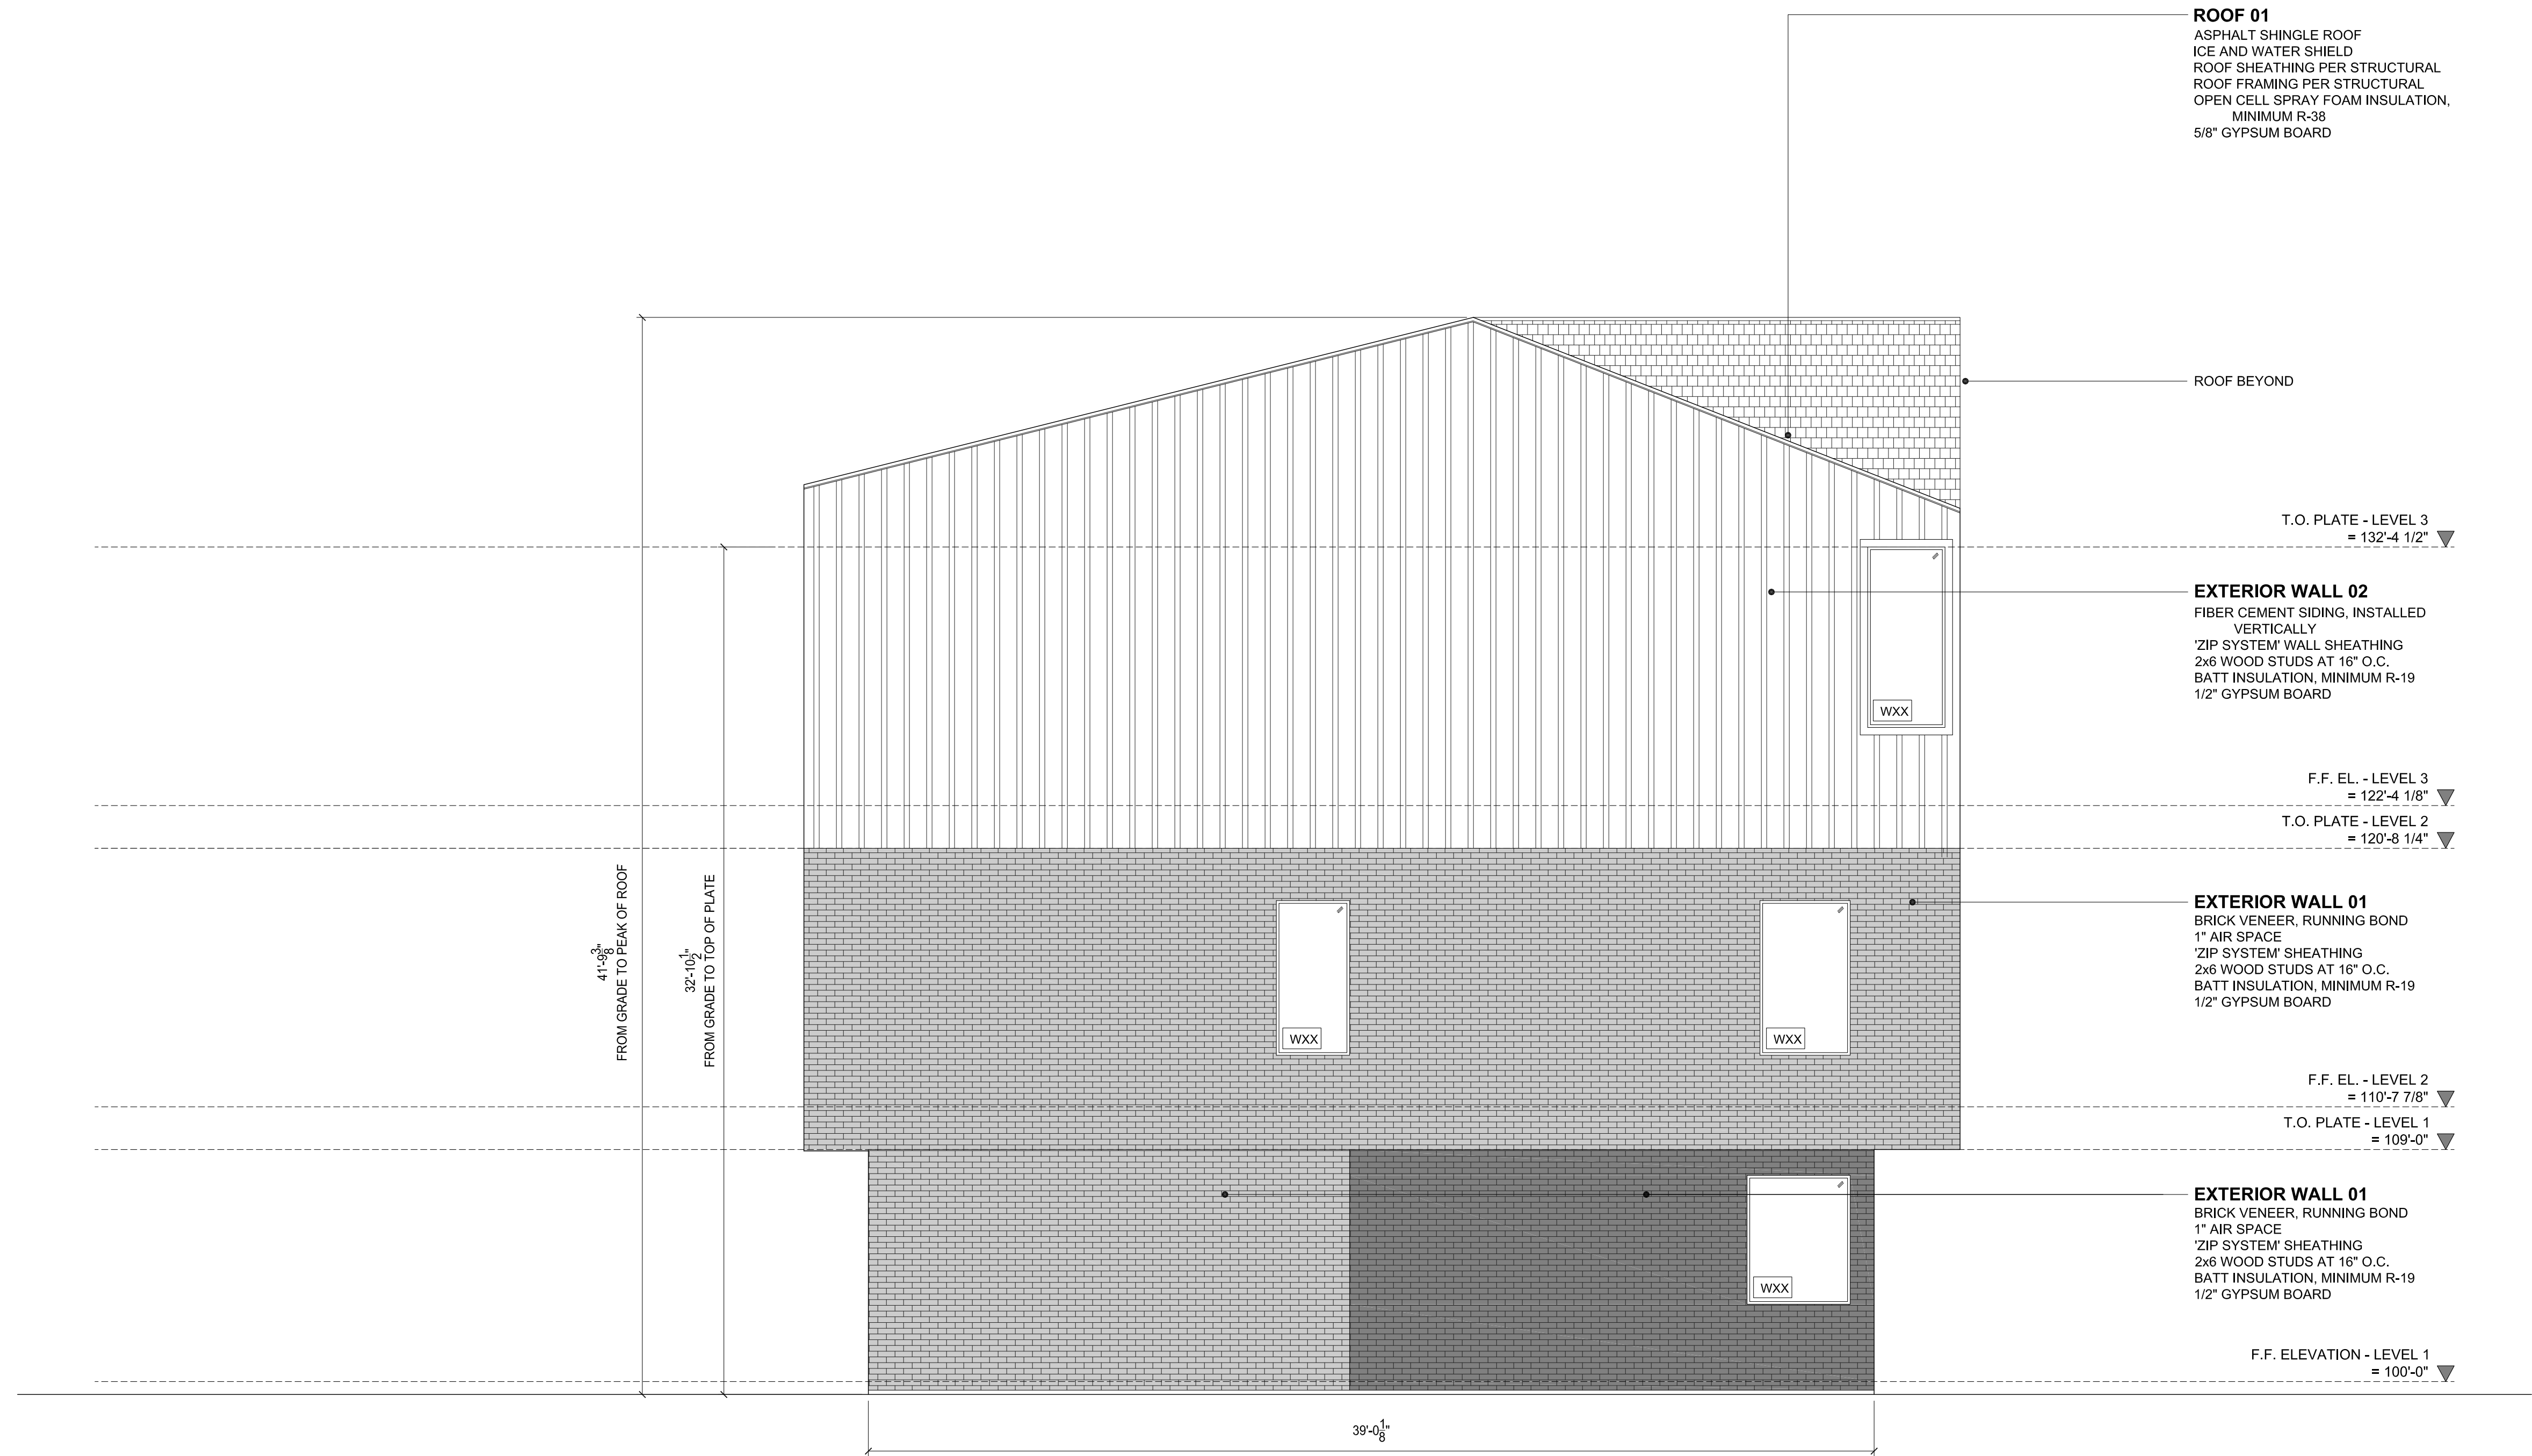 ROOF 01
ASPHALT SHINGLE ROOF
ICE AND WATER SHIELD
ROOF SHEATHING PER STRUCTURAL
ROOF FRAMING PER STRUCTURAL
OPEN CELL SPRAY FOAM INSULATION,
MINIMUM R-38
5/8" GYPSUM BOARD
ROOF BEYOND
T.O. PLATE - LEVEL 3
= 132'-4 1/2"
EXTERIOR WALL 02
FIBER CEMENT SIDING, INSTALLED
VERTICALLY
'ZIP SYSTEM' WALL SHEATHING
2x6 WOOD STUDS AT 16" O.C.
BATT INSULATION, MINIMUM R-19
1/2" GYPSUM BOARD
WXX
F.F. EL. - LEVEL 3
= 122'-4 1/8"
T.O. PLATE - LEVEL 2
= 120'-8 1/4"
41'-9 3/8"
FROM GRADE TO PEAK OF ROOF
32'-10 1/2"
FROM GRADE TO TOP OF PLATE
EXTERIOR WALL 01
BRICK VENEER, RUNNING BOND
1" AIR SPACE
'ZIP SYSTEM' SHEATHING
2x6 WOOD STUDS AT 16" O.C.
BATT INSULATION, MINIMUM R-19
1/2" GYPSUM BOARD
WXX
WXX
F.F. EL. - LEVEL 2
= 110'-7 7/8"
T.O. PLATE - LEVEL 1
= 109'-0"
EXTERIOR WALL 01
BRICK VENEER, RUNNING BOND
1" AIR SPACE
'ZIP SYSTEM' SHEATHING
2x6 WOOD STUDS AT 16" O.C.
BATT INSULATION, MINIMUM R-19
1/2" GYPSUM BOARD
WXX
F.F. ELEVATION - LEVEL 1
= 100'-0"
39'-0 1/8"